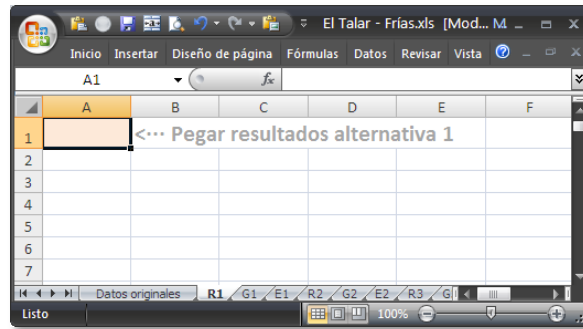 El Talar - Frías.xls [Mod... M
Inicio Insertar Diseño de página Fórmulas Datos Revisar Vista
A1 fx
A B C D E F
1 <··· Pegar resultados alternativa 1
2
3
4
5
6
7
Datos originales R1 G1 E1 R2 G2 E2 R3 G
Listo 100%